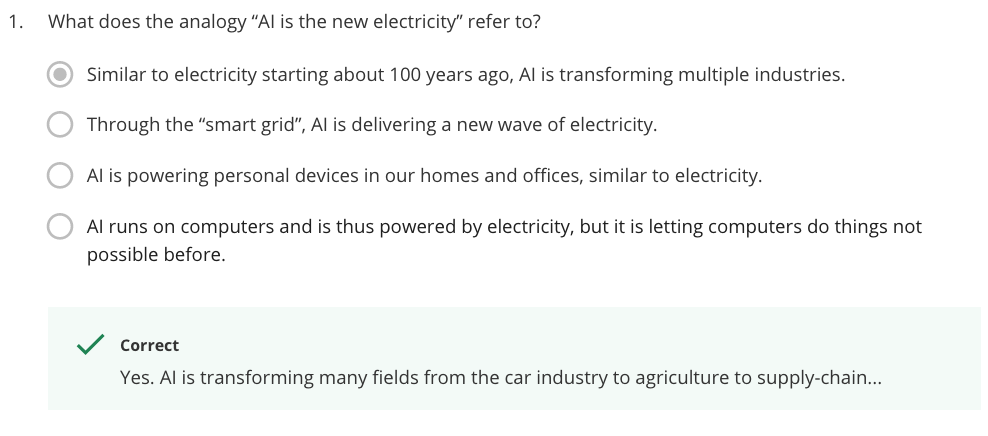 1. What does the analogy “AI is the new electricity” refer to?
Similar to electricity starting about 100 years ago, AI is transforming multiple industries.
Through the “smart grid”, AI is delivering a new wave of electricity.
AI is powering personal devices in our homes and offices, similar to electricity.
AI runs on computers and is thus powered by electricity, but it is letting computers do things not
possible before.
Correct
Yes. AI is transforming many fields from the car industry to agriculture to supply-chain...